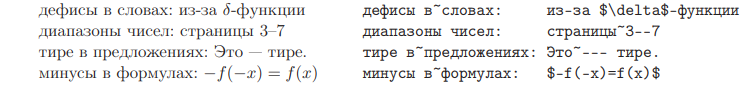 дефисы в словах: из-за δ-функции дефисы в~словах: из-за $\delta$-функции
диапазоны чисел: страницы 3–7 диапазоны чисел: страницы~3--7
тире в предложениях: Это — тире. тире в~предложениях: Это~--- тире.
минусы в формулах: −f(−x) = f(x) минусы в~формулах: $-f(-x)=f(x)$